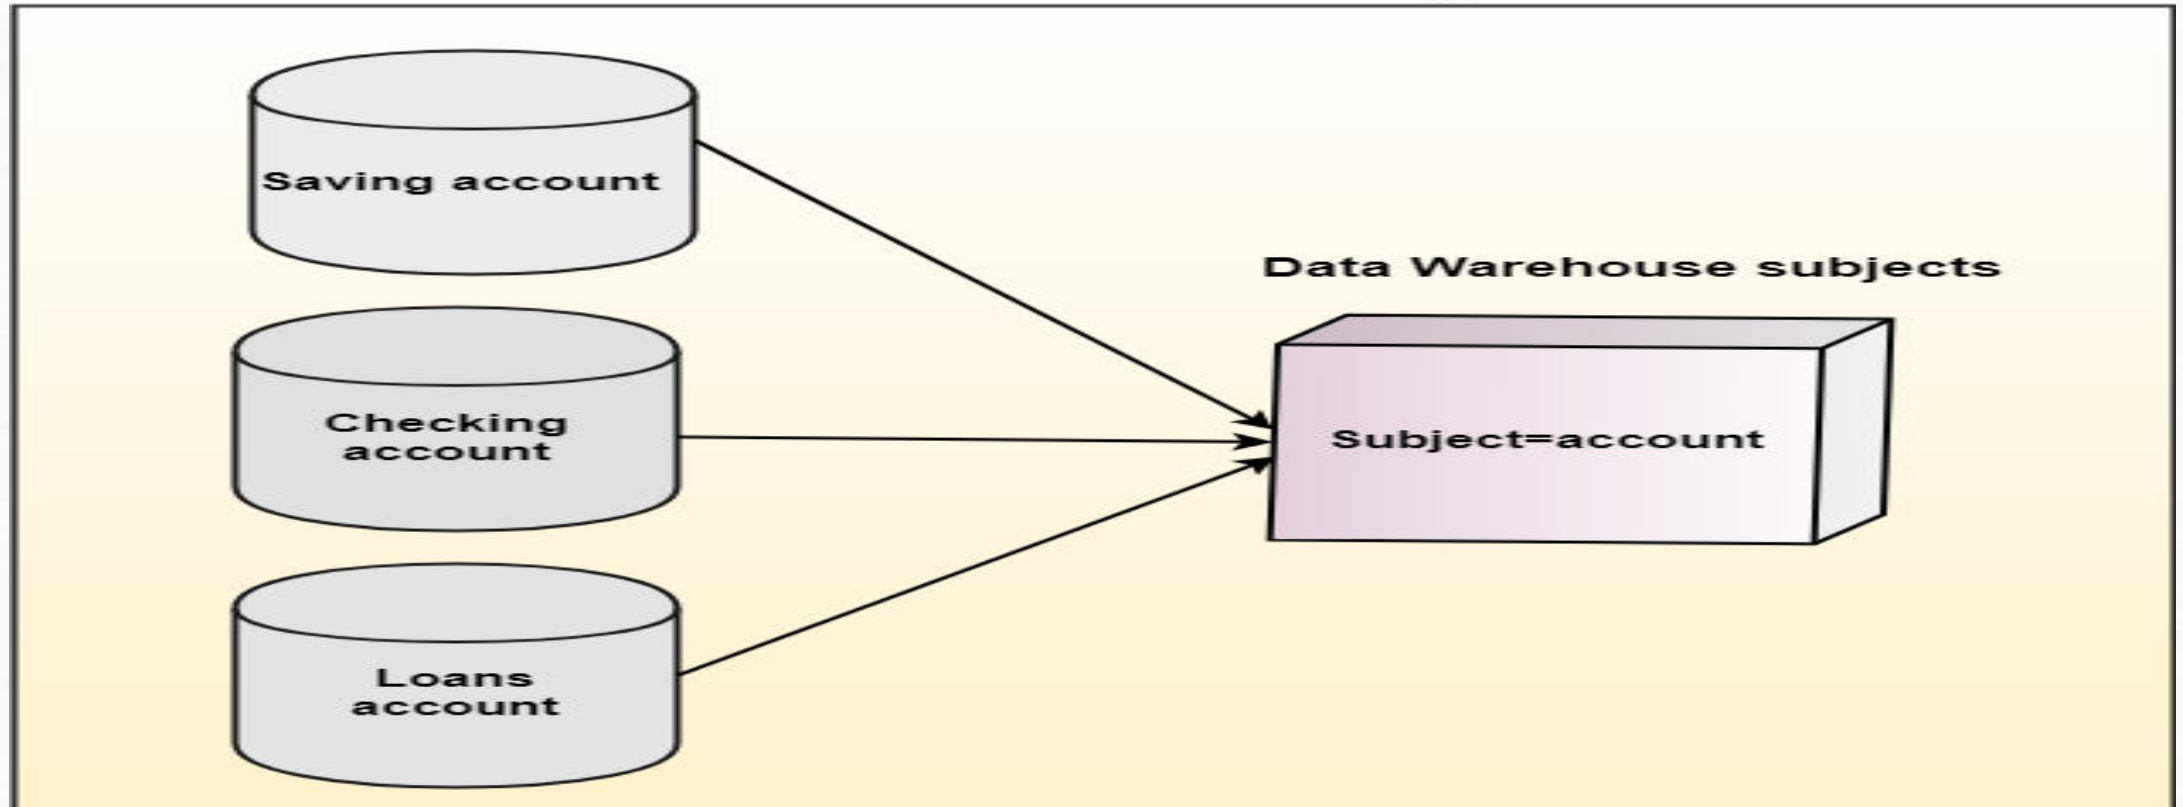 Saving account
Data Warehouse subjects
Checking
account
Subject=account
Loans
account